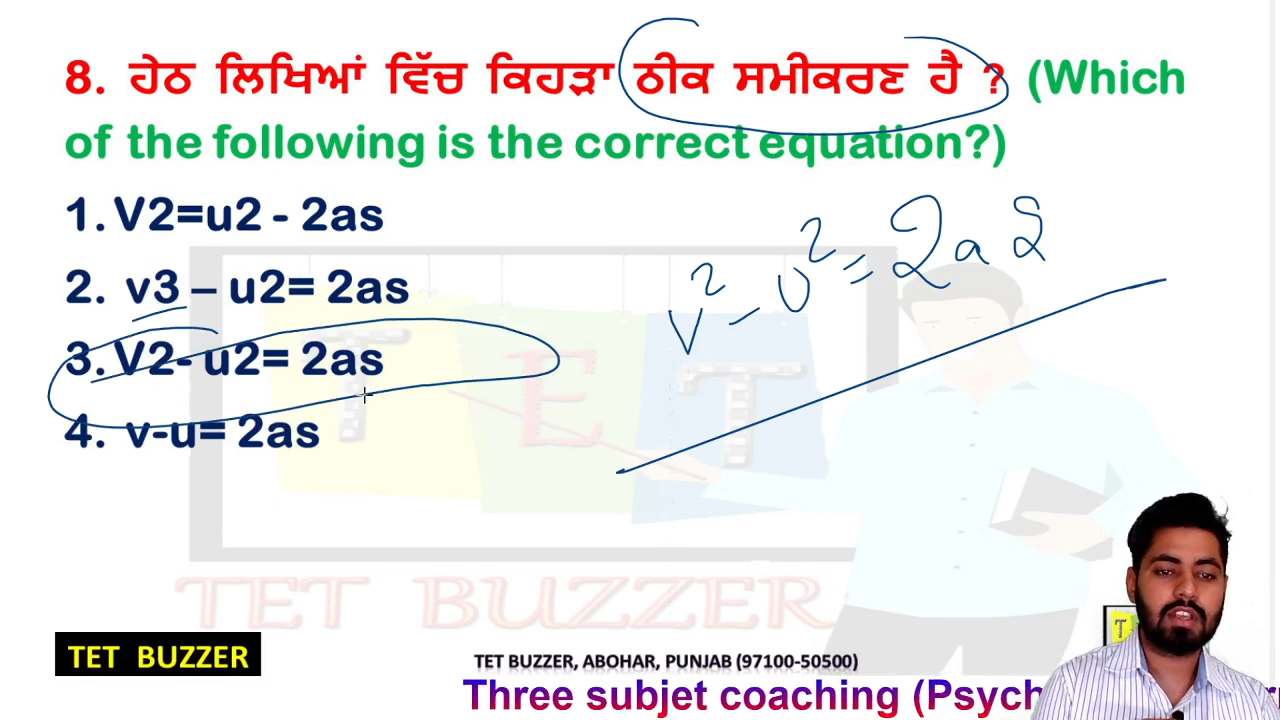 8. ਹੇਠ ਲਿਖਿਆਂ ਵਿੱਚ ਕਿਹੜਾ ਠੀਕ ਸਮੀਕਰਣ ਹੈ ? (Which
of the following is the correct equation?)
1. V2=u2 - 2as
2. v3 – u2= 2as
3. V2- u2= 2as
4. v-u= 2as
v² - u² = 2as
T E T
TET BUZZER
TET BUZZER
TET BUZZER, ABOHAR, PUNJAB (97100-50500)
Three subjet coaching (Psych